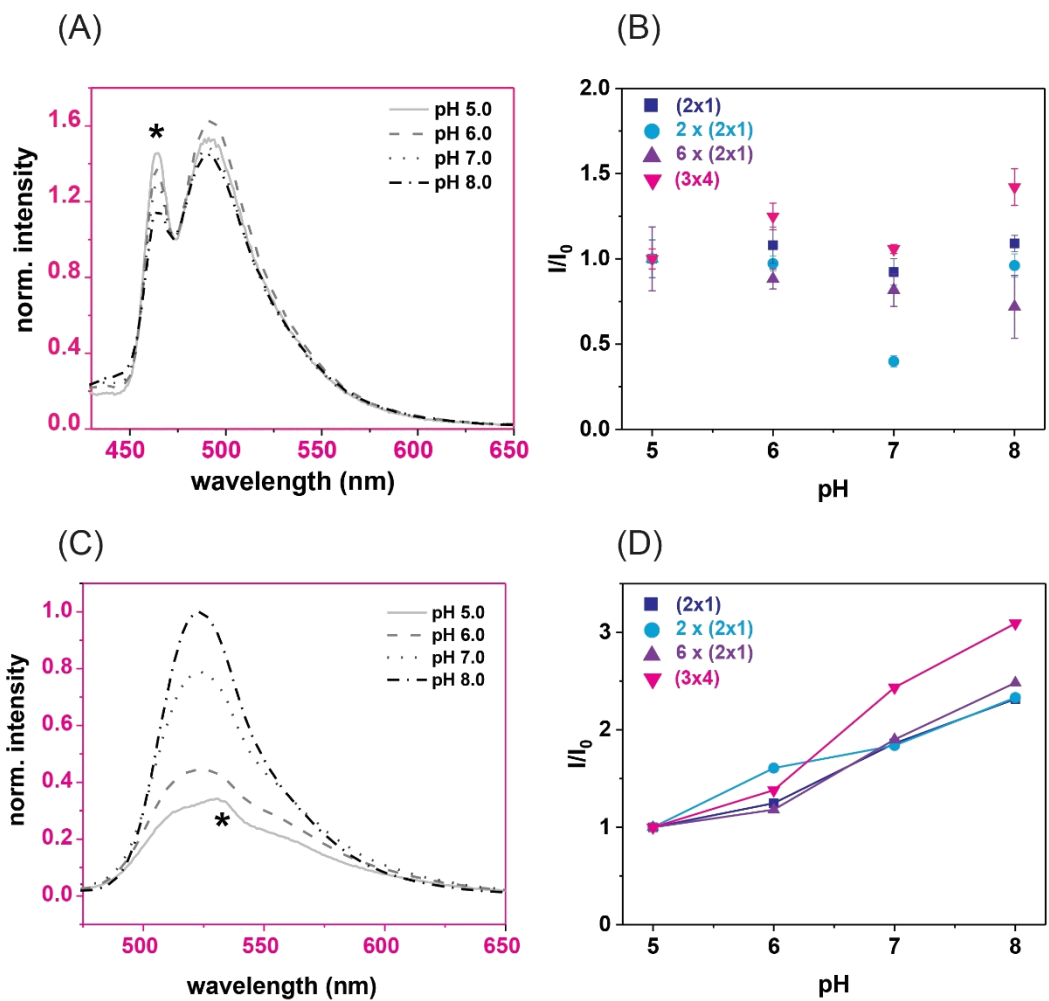 (A)
*
pH 5.0
pH 6.0
pH 7.0
pH 8.0
norm. intensity
1.6
1.2
0.8
0.4
0.0
450 500 550 600 650
wavelength (nm)
(B)
(2x1)
2 x (2x1)
6 x (2x1)
(3x4)
I/I0
2.0
1.5
1.0
0.5
0.0
5 6 7 8
pH
(C)
pH 5.0
pH 6.0
pH 7.0
pH 8.0
*
norm. intensity
1.0
0.8
0.6
0.4
0.2
0.0
500 550 600 650
wavelength (nm)
(D)
(2x1)
2 x (2x1)
6 x (2x1)
(3x4)
I/I0
3
2
1
0
5 6 7 8
pH